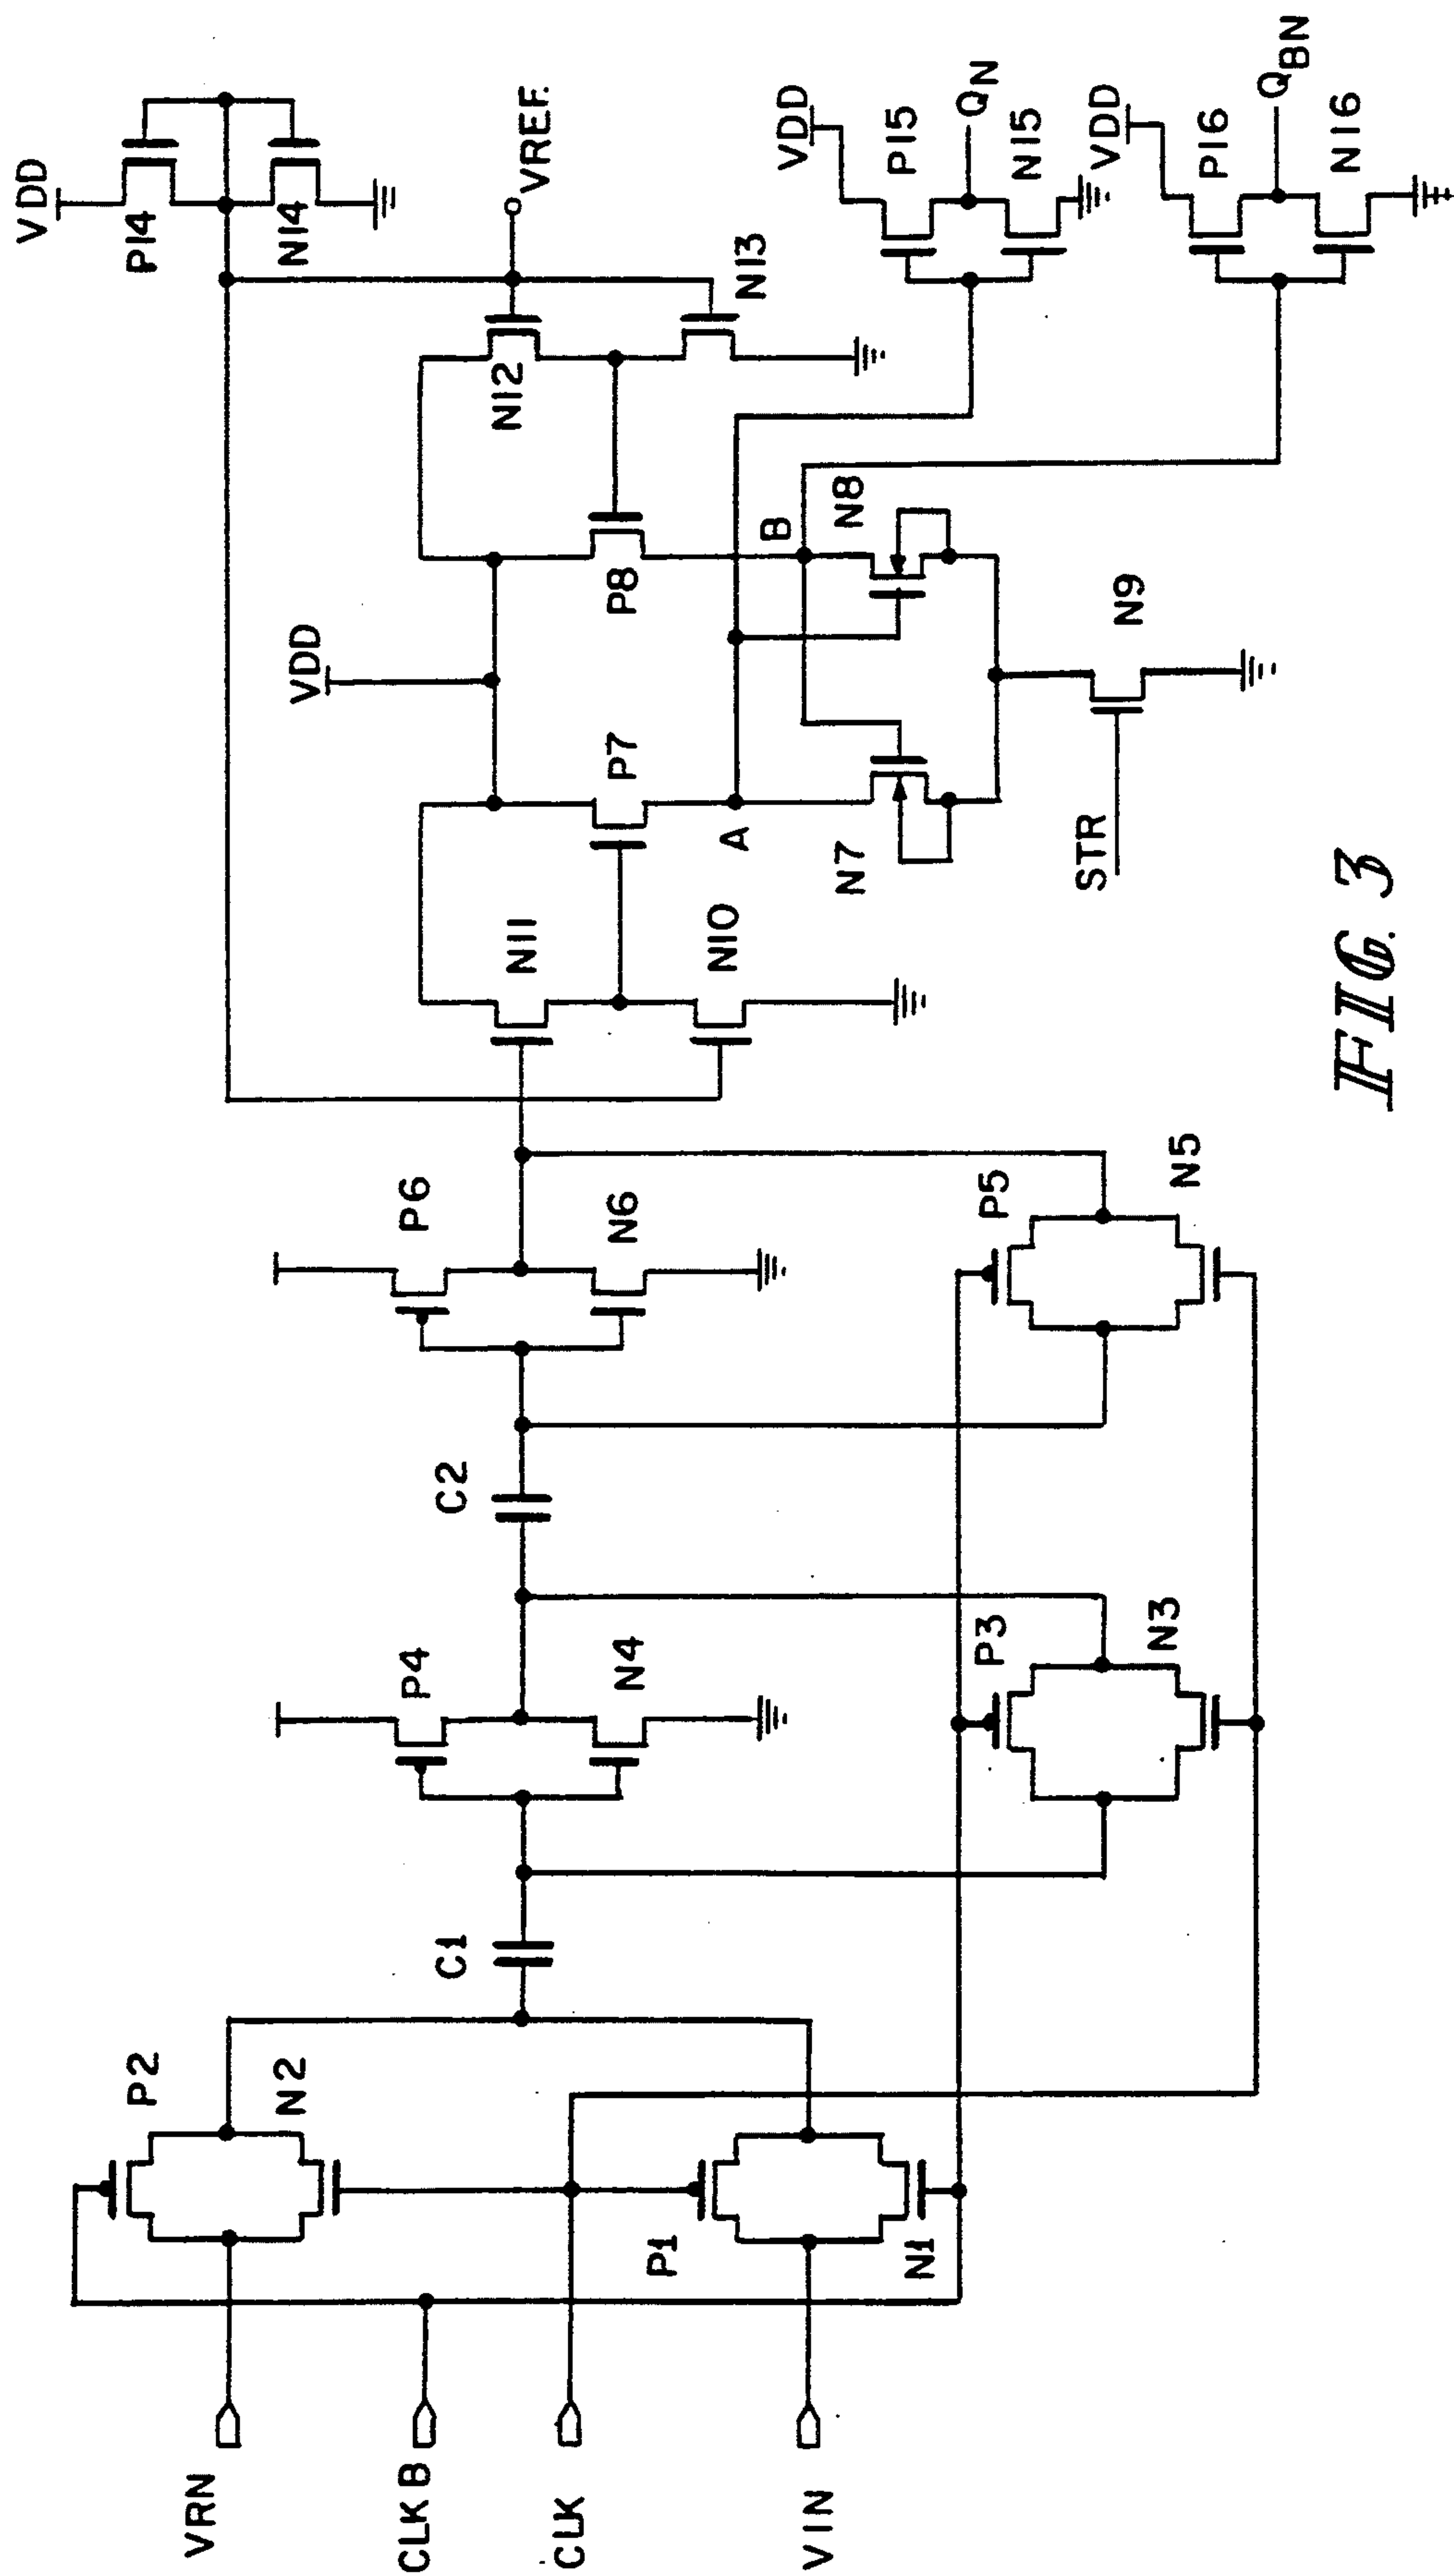 VRN
CLK B
CLK
VIN
P2
N2
P1
N1
C1
P4
N4
P3
N3
C2
P6
N6
P5
N5
N11
N10
P7
A
N7
STR
VDD
P8
B
N8
N9
N12
N13
VREF.
VDD
P14
N14
VDD
P15
QN
N15
VDD
P16
QBN
N16
FIG. 3